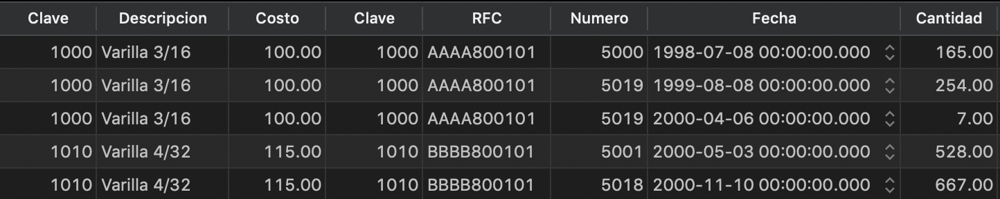 Clave Descripcion Costo Clave RFC Numero Fecha Cantidad
1000 Varilla 3/16 100.00 1000 AAAA800101 5000 1998-07-08 00:00:00.000 165.00
1000 Varilla 3/16 100.00 1000 AAAA800101 5019 1999-08-08 00:00:00.000 254.00
1000 Varilla 3/16 100.00 1000 AAAA800101 5019 2000-04-06 00:00:00.000 7.00
1010 Varilla 4/32 115.00 1010 BBBB800101 5001 2000-05-03 00:00:00.000 528.00
1010 Varilla 4/32 115.00 1010 BBBB800101 5018 2000-11-10 00:00:00.000 667.00